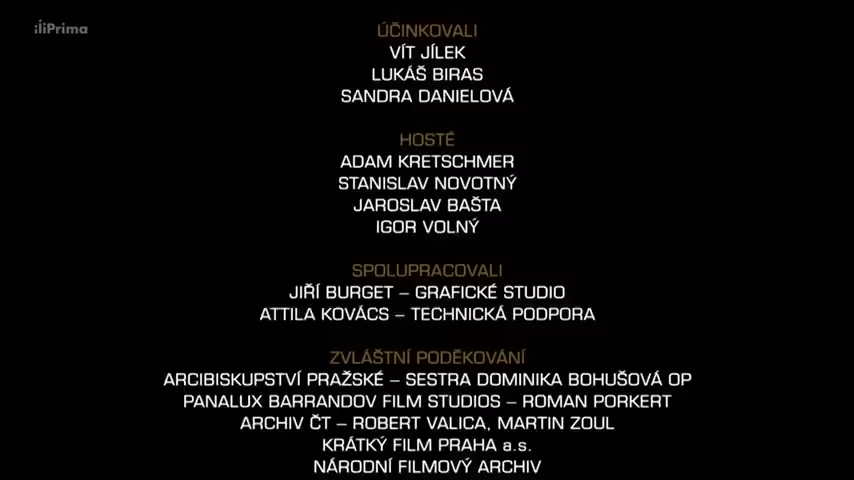 iPrima
ÚČINKOVALI
VÍT JÍLEK
LUKÁŠ BIRAS
SANDRA DANIELOVÁ
HOSTÉ
ADAM KRETSCHMER
STANISLAV NOVOTNÝ
JAROSLAV BAŠTA
IGOR VOLNÝ
SPOLUPRACOVALI
JIŘÍ BURGET – GRAFICKÉ STUDIO
ATTILA KOVÁCS – TECHNICKÁ PODPORA
ZVLÁŠTNÍ PODĚKOVÁNÍ
ARCIBISKUPSTVÍ PRAŽSKÉ – SESTRA DOMINIKA BOHUŠOVÁ OP
PANALUX BARRANDOV FILM STUDIOS – ROMAN PORKERT
ARCHIV ČT – ROBERT VALICA, MARTIN ZOUL
KRÁTKÝ FILM PRAHA a.s.
NÁRODNÍ FILMOVÝ ARCHIV